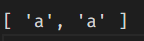 [ 'a', 'a' ]